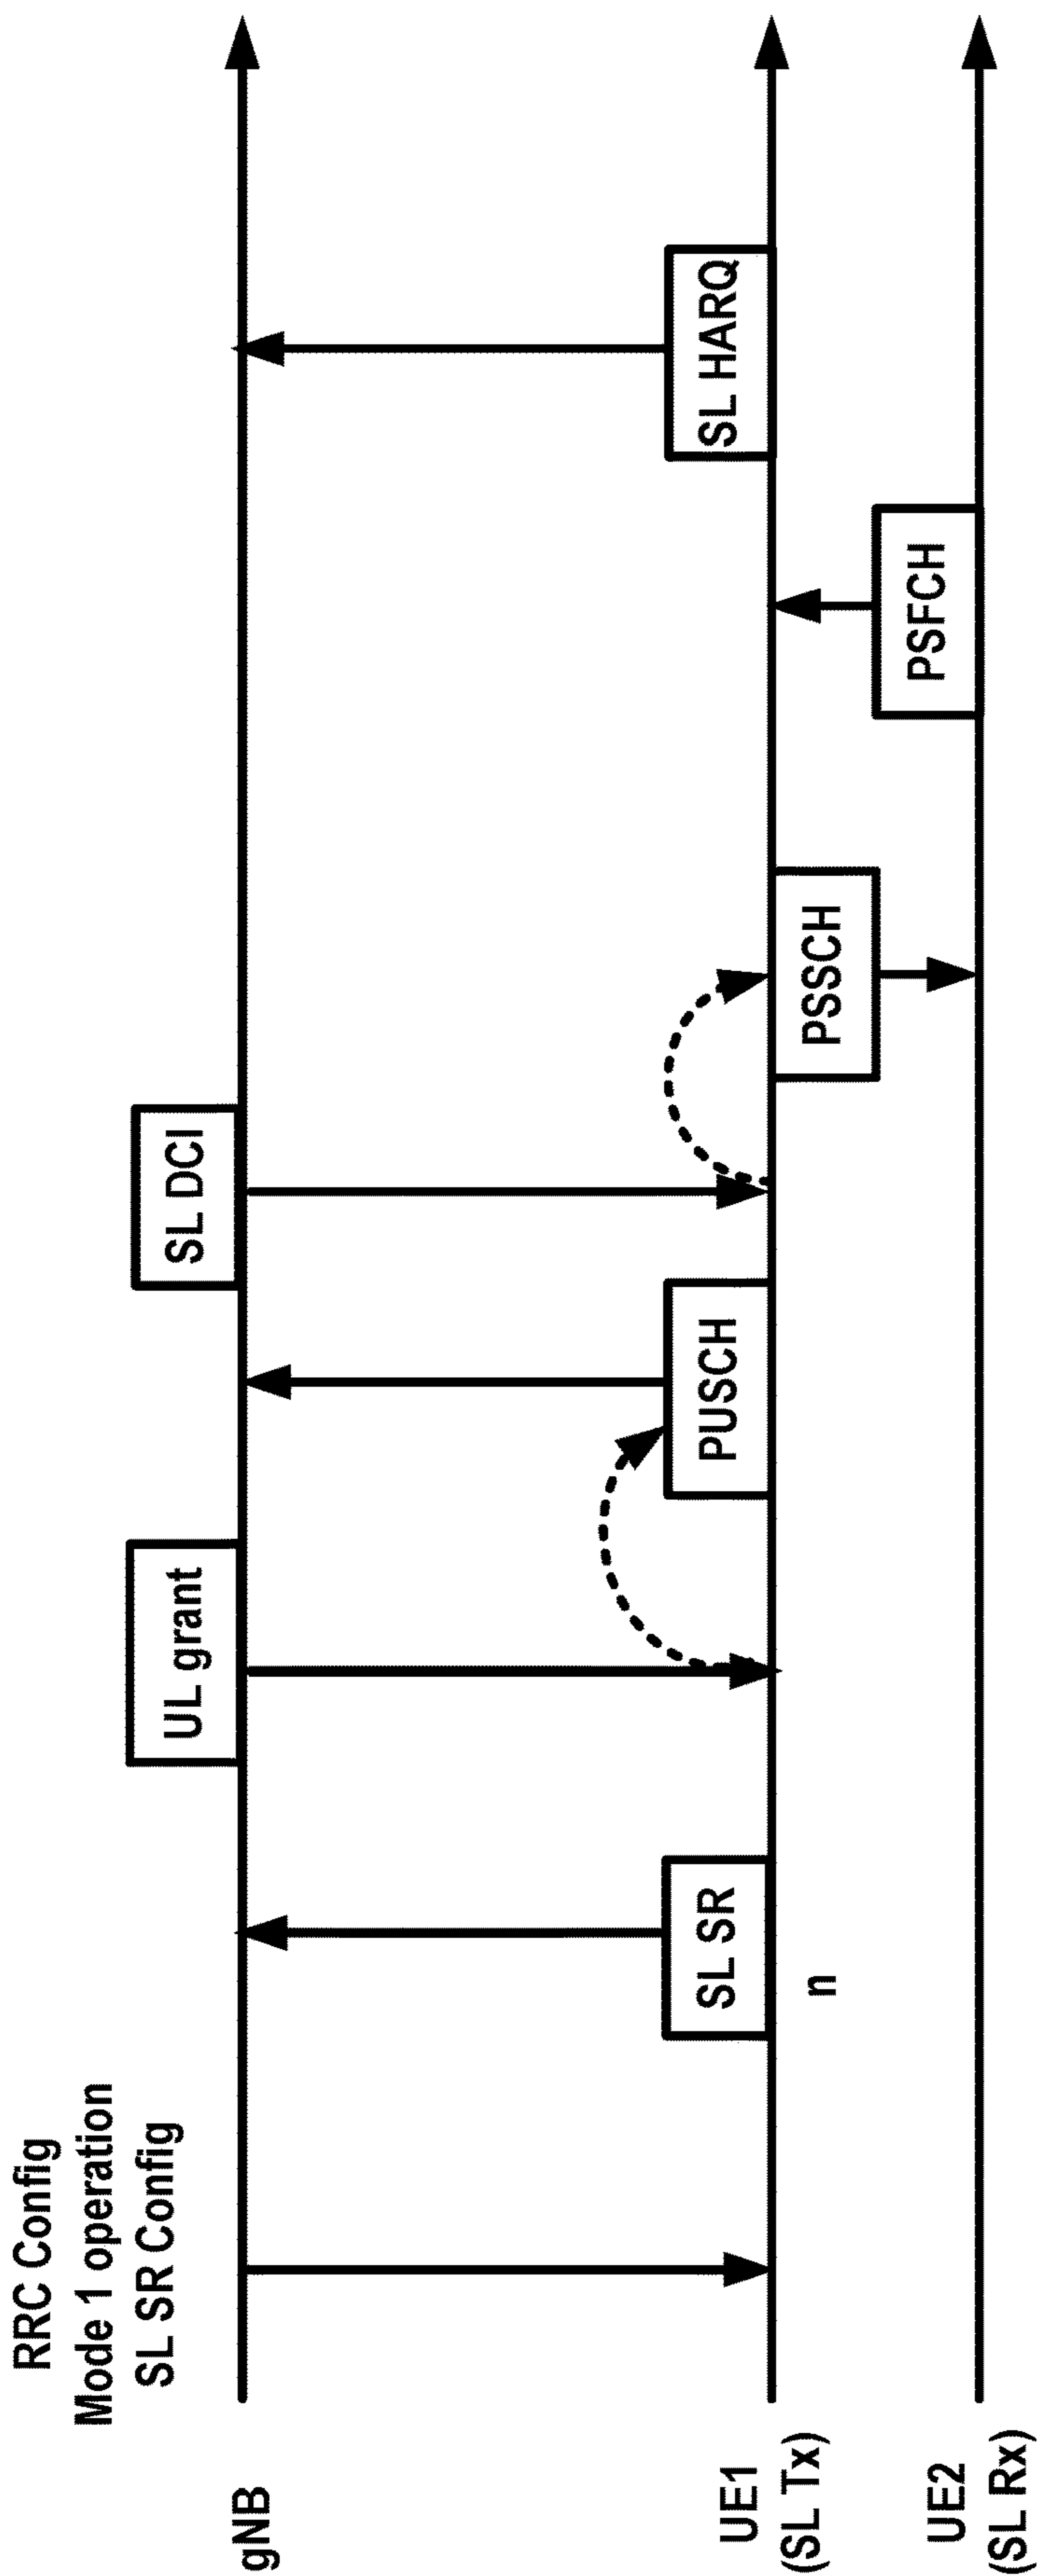 RRC Config
Mode 1 operation
SL SR Config
UL grant
SL DCI
gNB
SL SR
PUSCH
SL HARQ
UE1
(SL Tx)
n
PSSCH
PSFCH
UE2
(SL Rx)